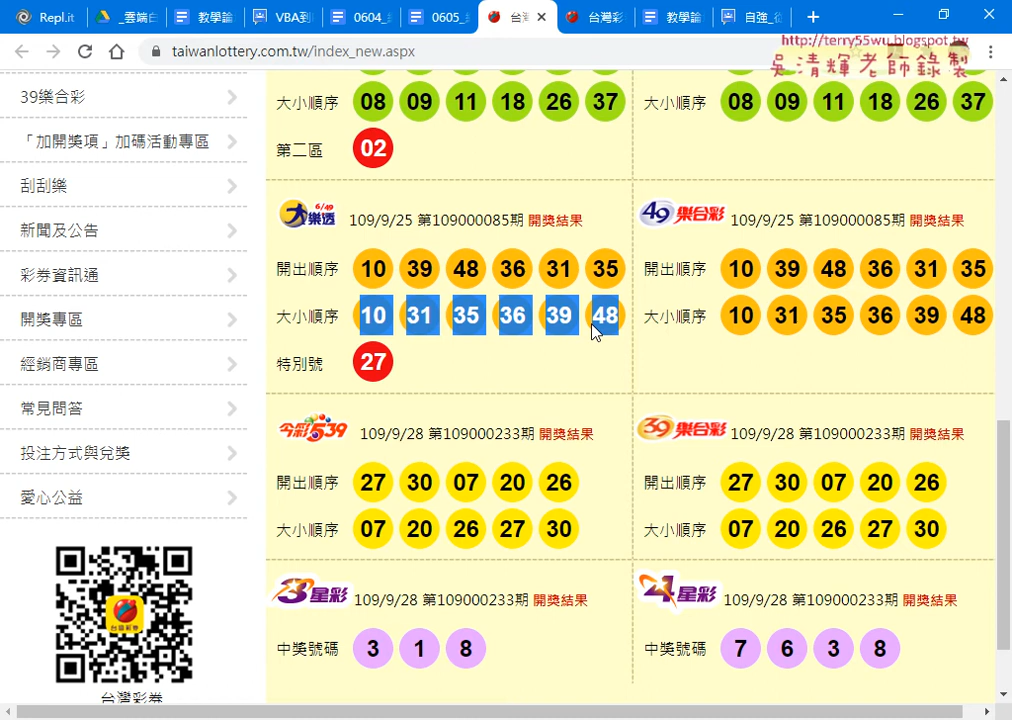 Repl.it
_雲端白
教學論
VBA到
0604_
0605_
台灣
台灣彩
教學論
自強_從
taiwanlottery.com.tw/index_new.aspx
http://terry55wu.blogspot.tw
吳清輝老師錄製
39樂合彩
「加開獎項」加碼活動專區
刮刮樂
新聞及公告
彩券資訊通
開獎專區
經銷商專區
常見問答
投注方式與兌獎
愛心公益
台灣彩券
台灣彩券
大小順序 08 09 11 18 26 37
第二區 02
大小順序 08 09 11 18 26 37
大樂透 6/49 109/9/25 第109000085期 開獎結果
開出順序 10 39 48 36 31 35
大小順序 10 31 35 36 39 48
特別號 27
49樂合彩 109/9/25 第109000085期 開獎結果
開出順序 10 39 48 36 31 35
大小順序 10 31 35 36 39 48
今彩539 109/9/28 第109000233期 開獎結果
開出順序 27 30 07 20 26
大小順序 07 20 26 27 30
39樂合彩 109/9/28 第109000233期 開獎結果
開出順序 27 30 07 20 26
大小順序 07 20 26 27 30
3星彩 109/9/28 第109000233期 開獎結果
中獎號碼 3 1 8
4星彩 109/9/28 第109000233期 開獎結果
中獎號碼 7 6 3 8